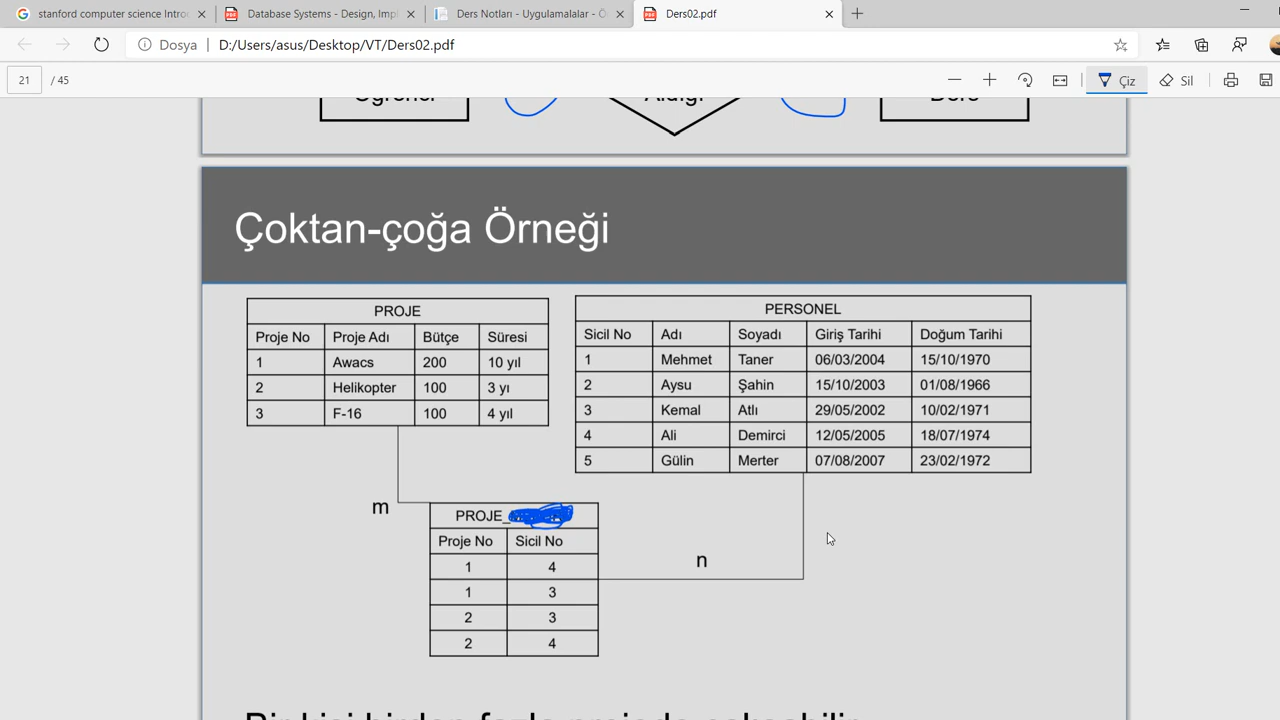 stanford computer science Introu
Database Systems - Design, Impl
Ders Notları - Uygulamalalar - Ö
Ders02.pdf
Dosya D:/Users/asus/Desktop/VT/Ders02.pdf
21 / 45
Çiz
Sil
Çoktan-çoğa Örneği
PROJE
Proje No Proje Adı Bütçe Süresi
1 Awacs 200 10 yıl
2 Helikopter 100 3 yı
3 F-16 100 4 yıl
PERSONEL
Sicil No Adı Soyadı Giriş Tarihi Doğum Tarihi
1 Mehmet Taner 06/03/2004 15/10/1970
2 Aysu Şahin 15/10/2003 01/08/1966
3 Kemal Atlı 29/05/2002 10/02/1971
4 Ali Demirci 12/05/2005 18/07/1974
5 Gülin Merter 07/08/2007 23/02/1972
m
n
PROJE_
Proje No Sicil No
1 4
1 3
2 3
2 4